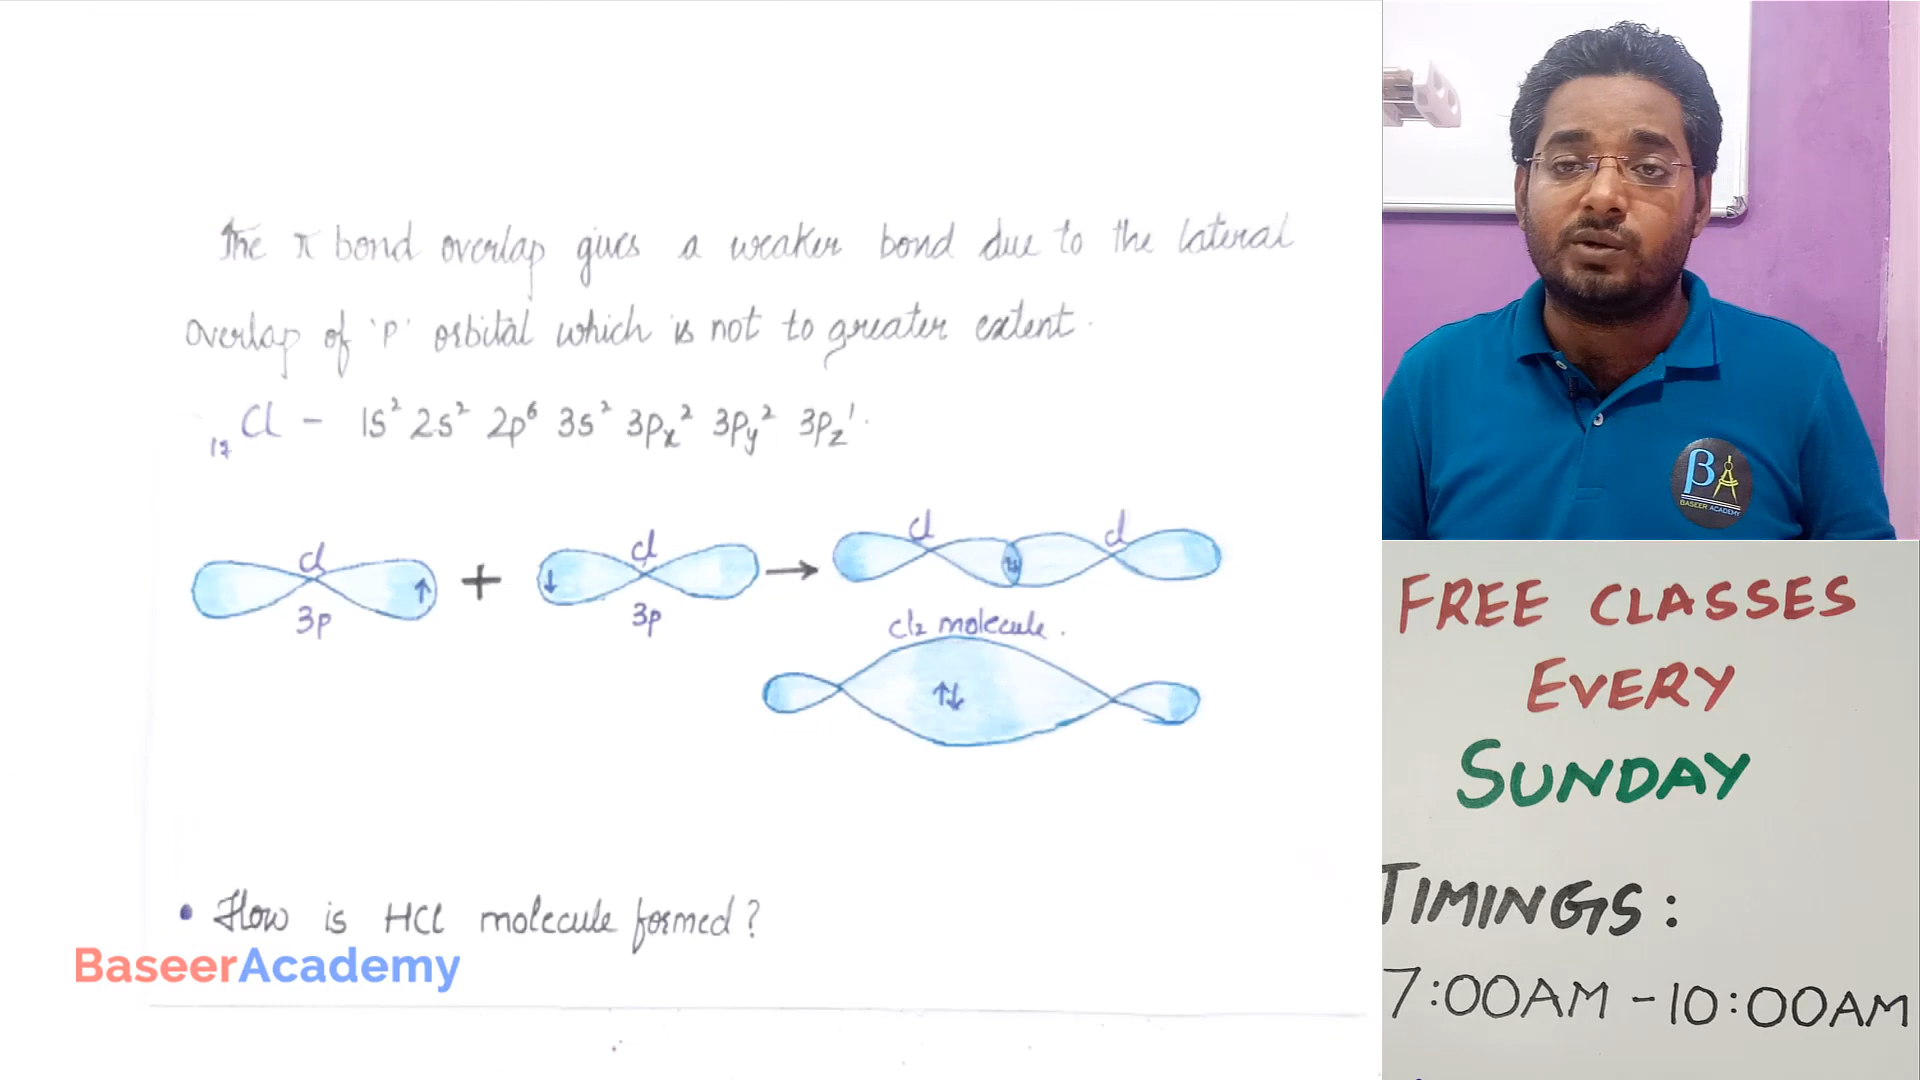 The π bond overlap gives a weaker bond due to the lateral
overlap of 'p' orbital which is not to greater extent.
₁₇Cl - 1s² 2s² 2p⁶ 3s² 3pₓ² 3py² 3pz¹.
Cl
↑
3p
+
Cl
↓
3p
→
Cl
Cl
↑↓
Cl₂ molecule.
↑↓
• How is HCl molecule formed?
BaseerAcademy
βA
BASEER ACADEMY
FREE CLASSES
EVERY
SUNDAY
TIMINGS:
7:00AM - 10:00AM